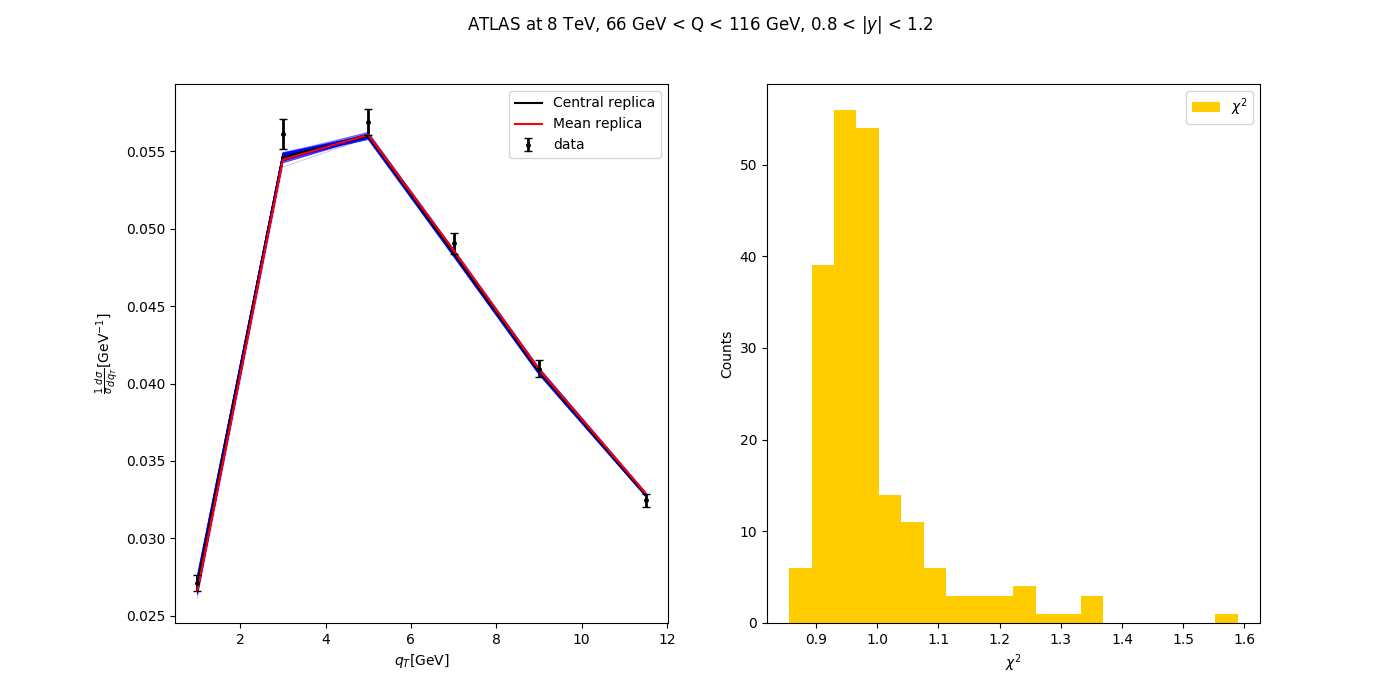 ATLAS at 8 TeV, 66 GeV < Q < 116 GeV, 0.8 < |y| < 1.2
Central replica
Mean replica
data
0.055
0.050
0.045
0.040
0.035
0.030
0.025
1/σ dσ/dq_T [GeV⁻¹]
2 4 6 8 10 12
q_T[GeV]
χ²
50
40
30
20
10
0
Counts
0.9 1.0 1.1 1.2 1.3 1.4 1.5 1.6
χ²